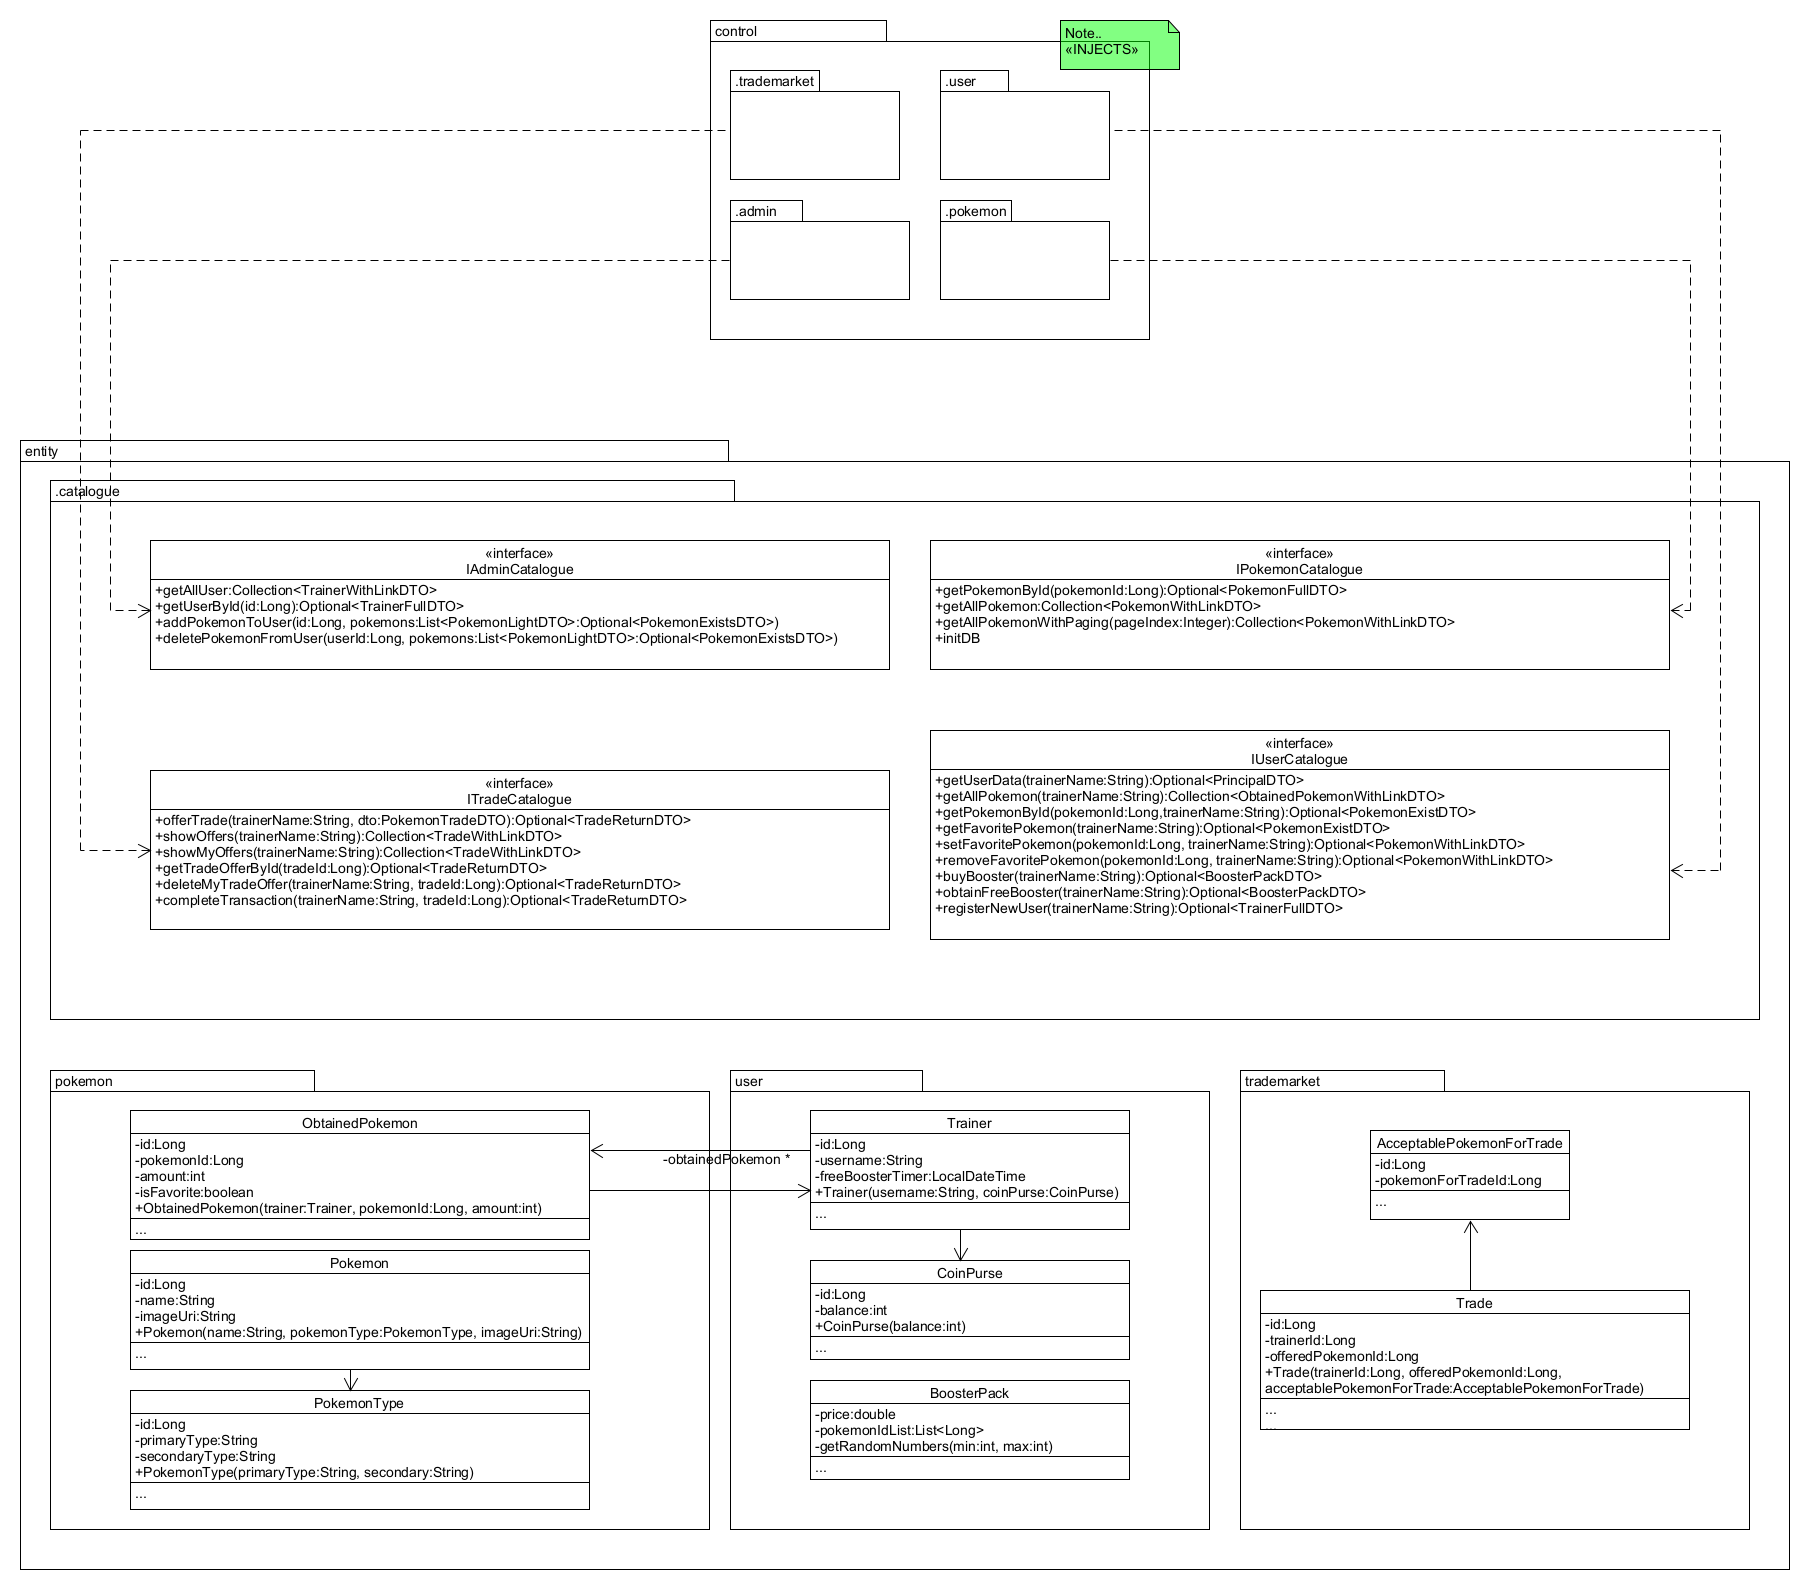 control
Note..
«INJECTS»
.trademarket
.user
.admin
.pokemon
entity
.catalogue
«interface»
IAdminCatalogue
+getAllUser:Collection<TrainerWithLinkDTO>
+getUserById(id:Long):Optional<TrainerFullDTO>
+addPokemonToUser(id:Long, pokemons:List<PokemonLightDTO>:Optional<PokemonExistsDTO>)
+deletePokemonFromUser(userId:Long, pokemons:List<PokemonLightDTO>:Optional<PokemonExistsDTO>)
«interface»
IPokemonCatalogue
+getPokemonById(pokemonId:Long):Optional<PokemonFullDTO>
+getAllPokemon:Collection<PokemonWithLinkDTO>
+getAllPokemonWithPaging(pageIndex:Integer):Collection<PokemonWithLinkDTO>
+initDB
«interface»
ITradeCatalogue
+offerTrade(trainerName:String, dto:PokemonTradeDTO):Optional<TradeReturnDTO>
+showOffers(trainerName:String):Collection<TradeWithLinkDTO>
+showMyOffers(trainerName:String):Collection<TradeWithLinkDTO>
+getTradeOfferById(tradeId:Long):Optional<TradeReturnDTO>
+deleteMyTradeOffer(trainerName:String, tradeId:Long):Optional<TradeReturnDTO>
+completeTransaction(trainerName:String, tradeId:Long):Optional<TradeReturnDTO>
«interface»
IUserCatalogue
+getUserData(trainerName:String):Optional<PrincipalDTO>
+getAllPokemon(trainerName:String):Collection<ObtainedPokemonWithLinkDTO>
+getPokemonById(pokemonId:Long,trainerName:String):Optional<PokemonExistDTO>
+getFavoritePokemon(trainerName:String):Optional<PokemonExistDTO>
+setFavoritePokemon(pokemonId:Long, trainerName:String):Optional<PokemonWithLinkDTO>
+removeFavoritePokemon(pokemonId:Long, trainerName:String):Optional<PokemonWithLinkDTO>
+buyBooster(trainerName:String):Optional<BoosterPackDTO>
+obtainFreeBooster(trainerName:String):Optional<BoosterPackDTO>
+registerNewUser(trainerName:String):Optional<TrainerFullDTO>
pokemon
ObtainedPokemon
-id:Long
-pokemonId:Long
-amount:int
-isFavorite:boolean
+ObtainedPokemon(trainer:Trainer, pokemonId:Long, amount:int)
...
Pokemon
-id:Long
-name:String
-imageUri:String
+Pokemon(name:String, pokemonType:PokemonType, imageUri:String)
...
PokemonType
-id:Long
-primaryType:String
-secondaryType:String
+PokemonType(primaryType:String, secondary:String)
...
-obtainedPokemon *
user
Trainer
-id:Long
-username:String
-freeBoosterTimer:LocalDateTime
+Trainer(username:String, coinPurse:CoinPurse)
...
CoinPurse
-id:Long
-balance:int
+CoinPurse(balance:int)
...
BoosterPack
-price:double
-pokemonIdList:List<Long>
-getRandomNumbers(min:int, max:int)
...
trademarket
AcceptablePokemonForTrade
-id:Long
-pokemonForTradeId:Long
...
Trade
-id:Long
-trainerId:Long
-offeredPokemonId:Long
+Trade(trainerId:Long, offeredPokemonId:Long,
acceptablePokemonForTrade:AcceptablePokemonForTrade)
...
...